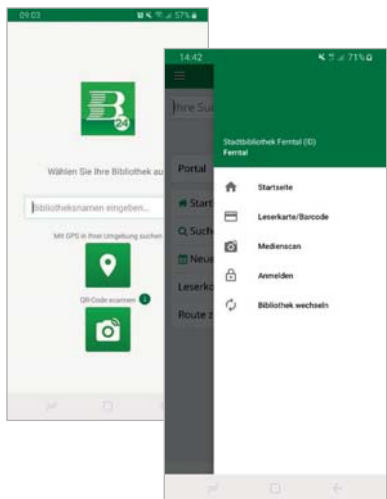 09:03
57%
B
24
Wählen Sie Ihre Bibliothek au
Bibliotheksnamen eingeben...
Mit GPS in Ihrer Umgebung suchen
QR-Code scannen
14:42
71%
Ihre Su
Portal
Start
Such
Neue
Leserko
Route z
Stadtbibliothek Ferntal (ID)
Ferntal
Startseite
Leserkarte/Barcode
Medienscan
Anmelden
Bibliothek wechseln